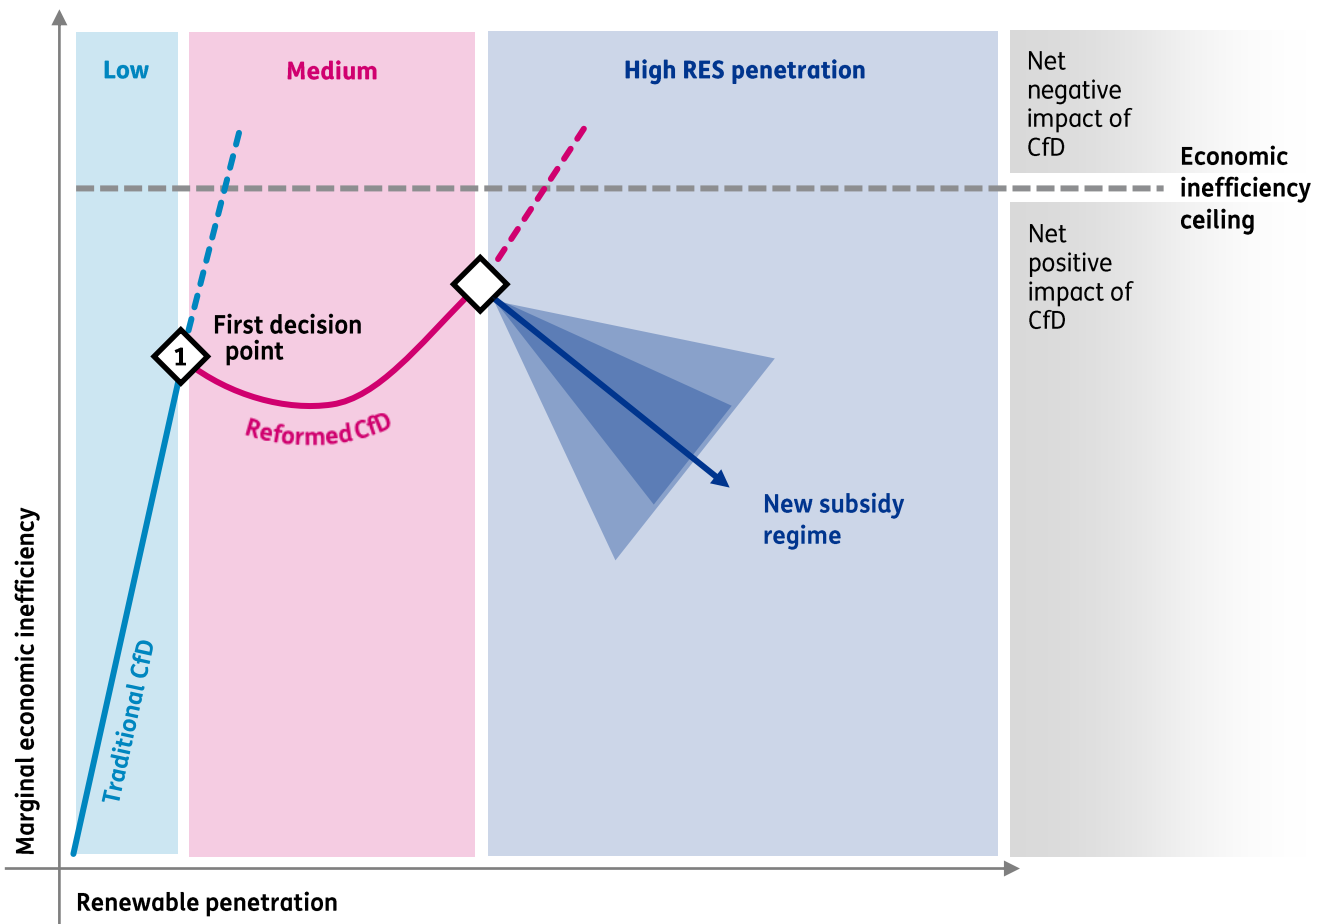 Low
Medium
High RES penetration
Net
negative
impact of
CfD
Economic
inefficiency
ceiling
Net
positive
impact of
CfD
First decision
point
1
Reformed CfD
New subsidy
regime
Traditional CfD
Marginal economic inefficiency
Renewable penetration